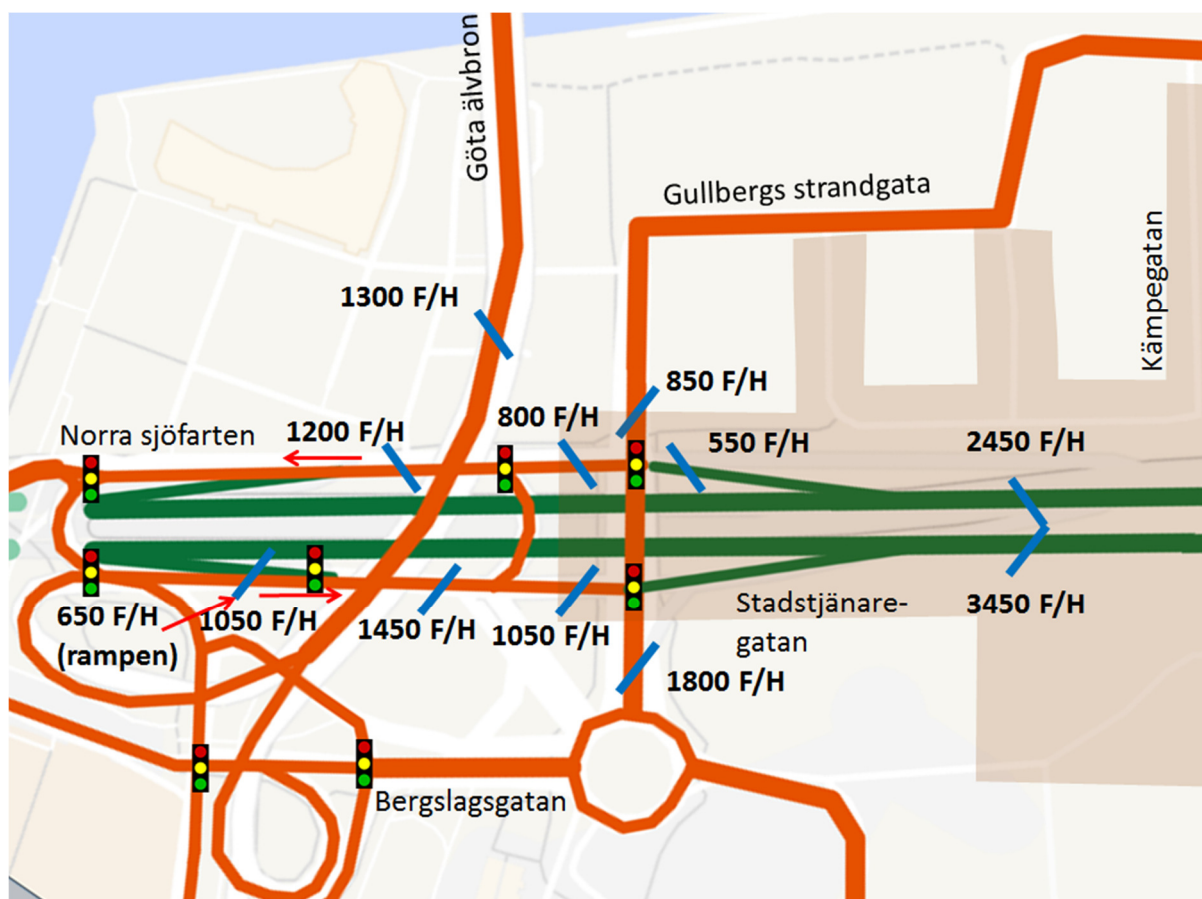 Göta älvbron
Gullbergs strandgata
Kämpegatan
1300 F/H
850 F/H
Norra sjöfarten
1200 F/H
800 F/H
550 F/H
2450 F/H
650 F/H
(rampen)
1050 F/H
1450 F/H
1050 F/H
Stadstjänare-
gatan
3450 F/H
1800 F/H
Bergslagsgatan